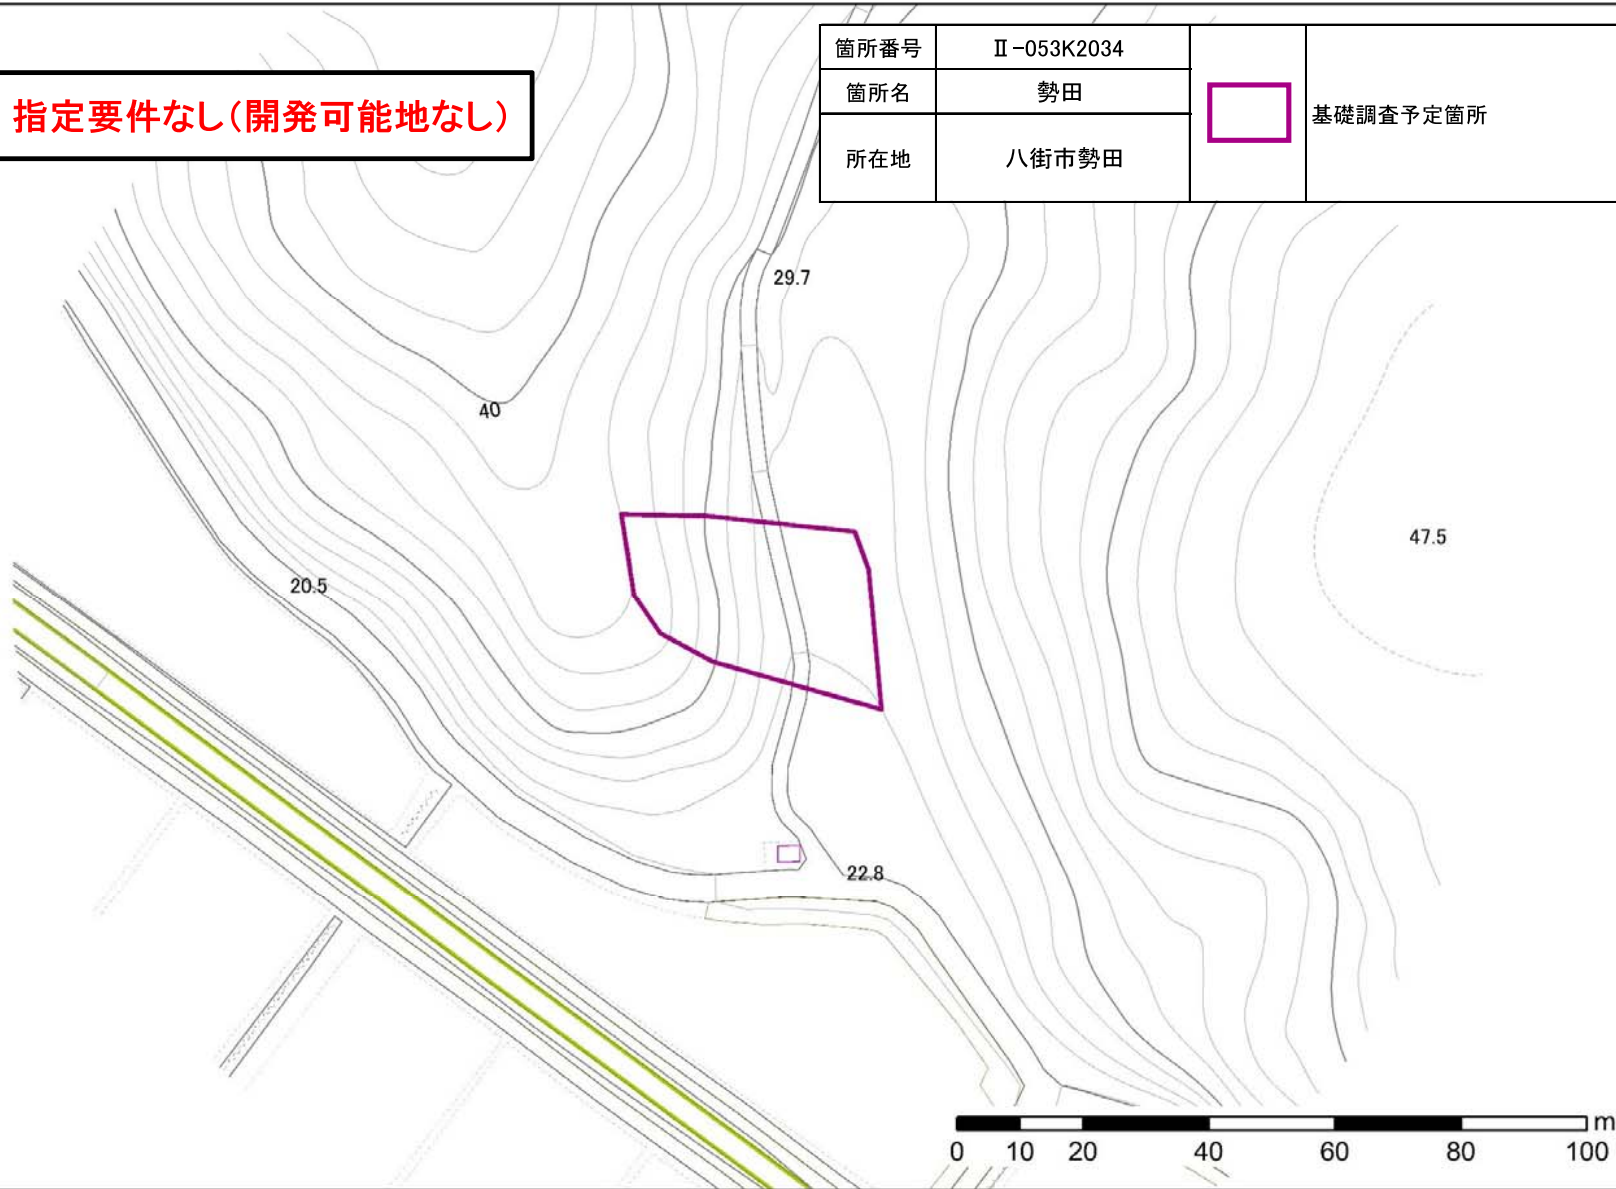 指定要件なし(開発可能地なし)
箇所番号 Ⅱ-053K2034
箇所名 勢田
所在地 八街市勢田
基礎調査予定箇所
29.7
40
47.5
20.5
22.8
m
0 10 20 40 60 80 100